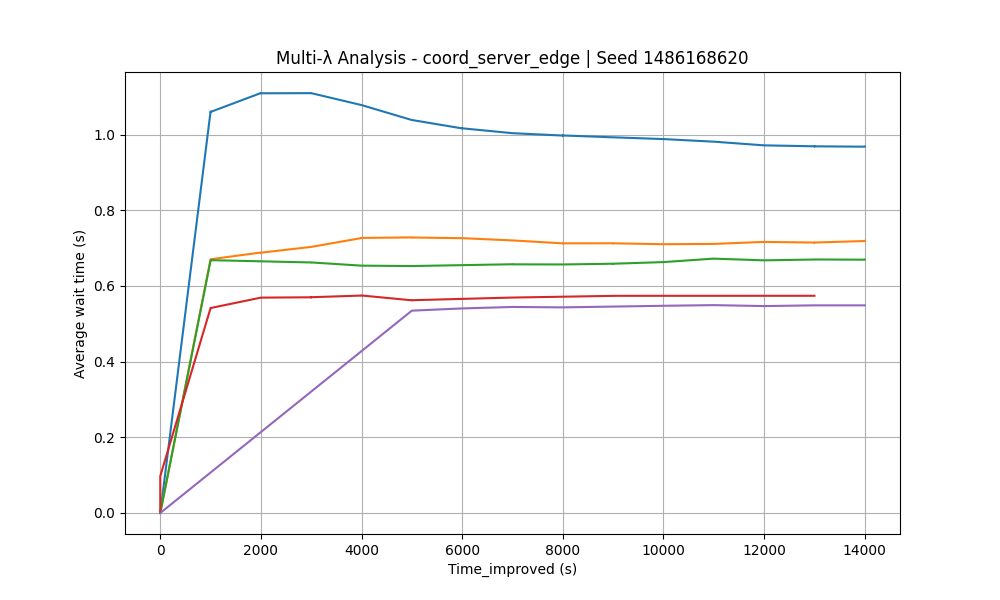 Multi-λ Analysis - coord_server_edge | Seed 1486168620
Average wait time (s)
1.0
0.8
0.6
0.4
0.2
0.0
0 2000 4000 6000 8000 10000 12000 14000
Time_improved (s)